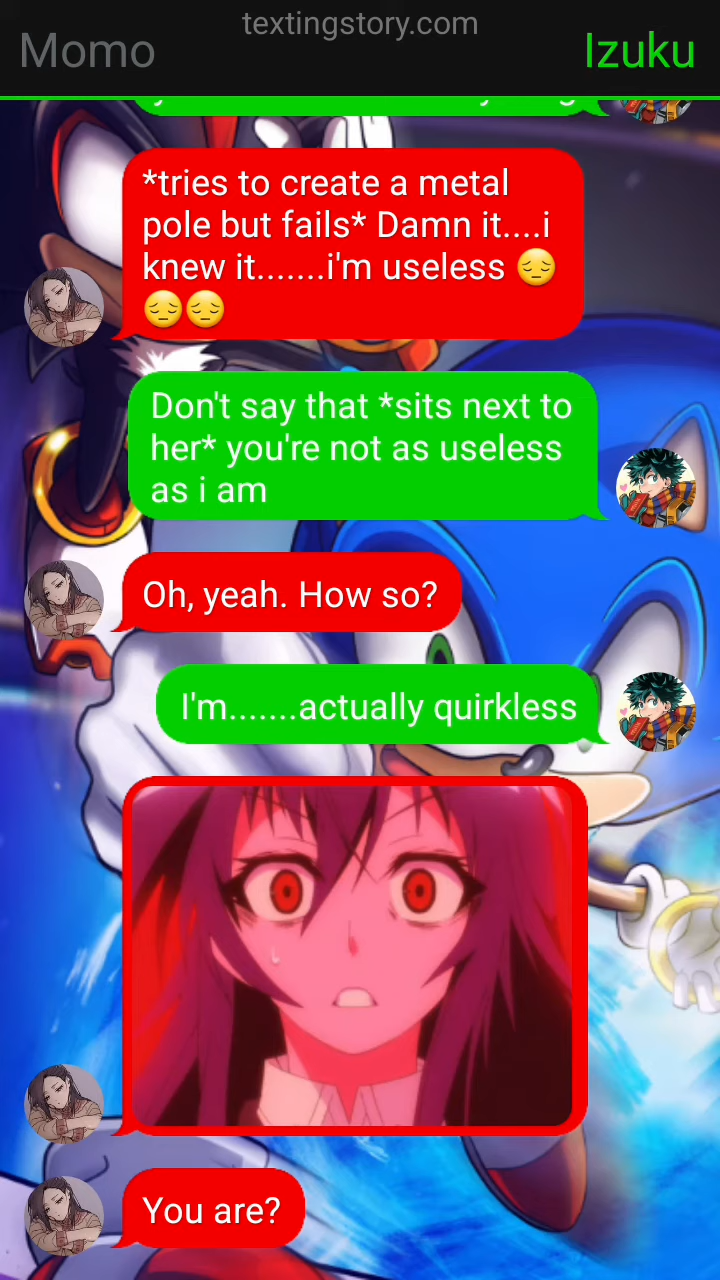 textingstory.com
Momo
Izuku
*tries to create a metal
pole but fails* Damn it....i
knew it.......i'm useless 😔
😔😔
Don't say that *sits next to
her* you're not as useless
as i am
Oh, yeah. How so?
I'm.......actually quirkless
You are?